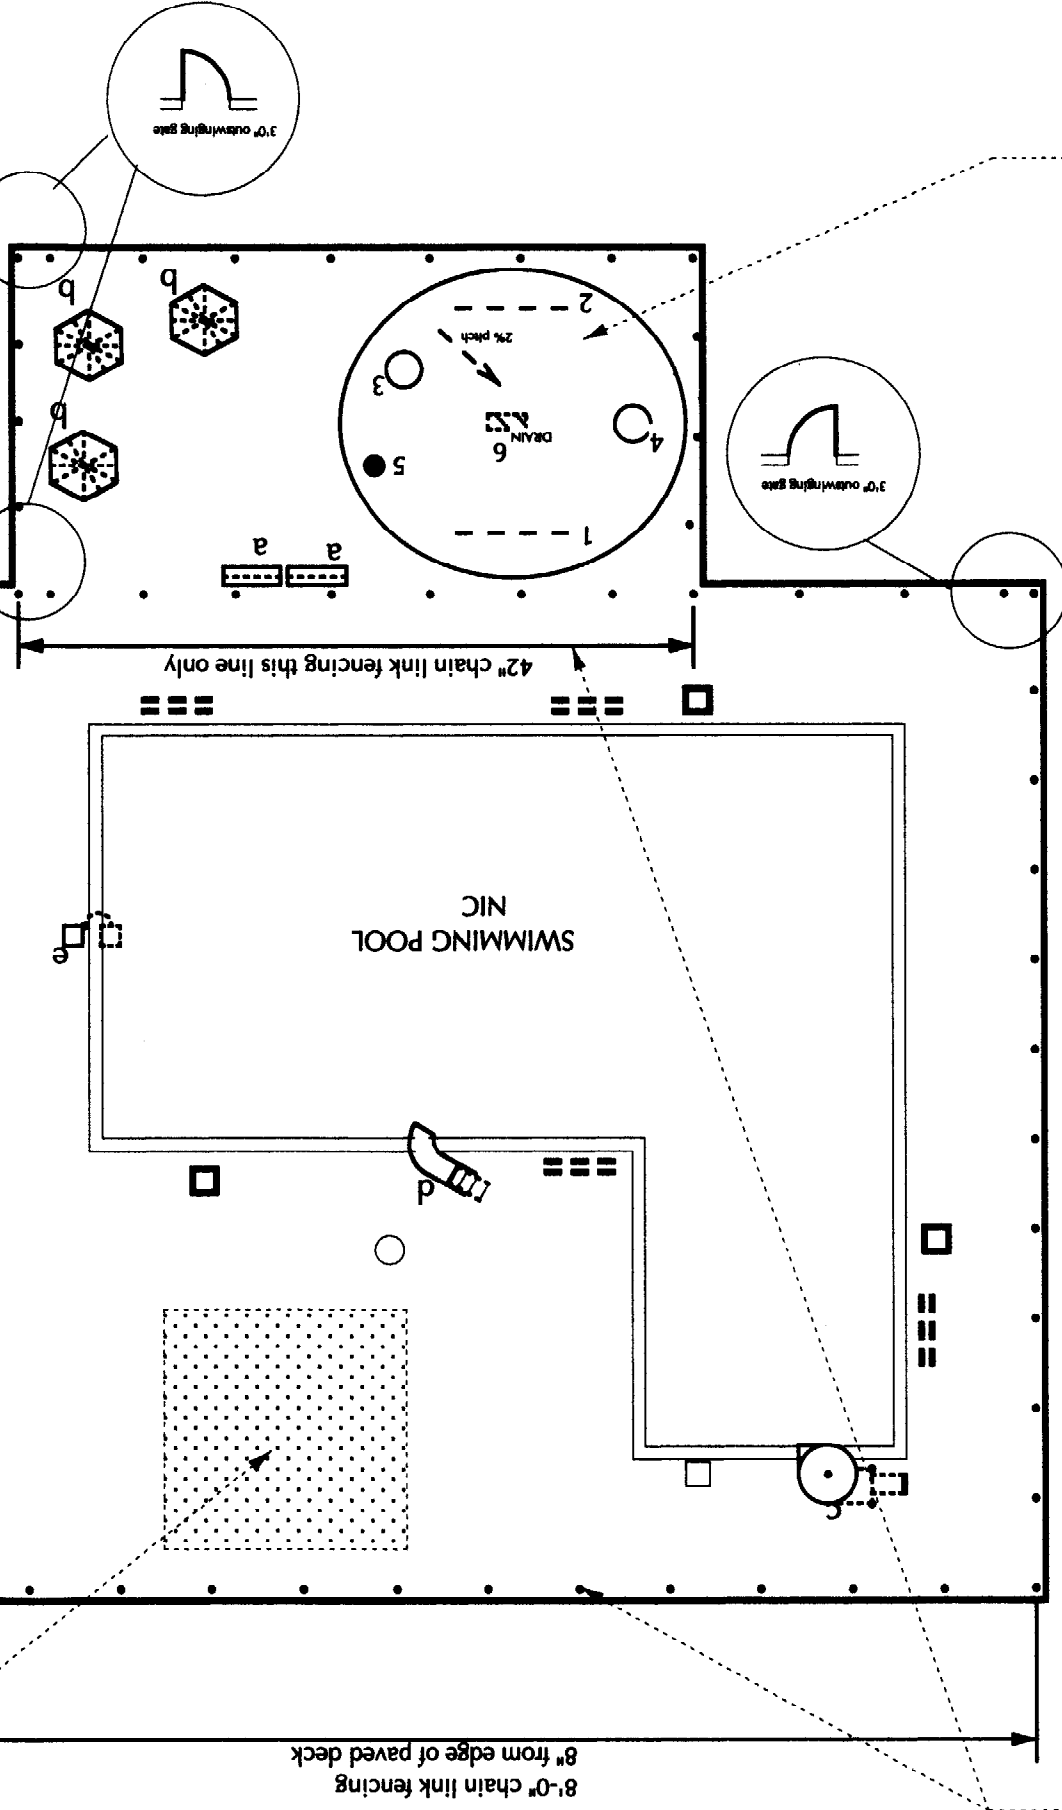 8'-0" chain link fencing
8" from edge of paved deck
c
d
e
SWIMMING POOL
NIC
42" chain link fencing this line only
a
a
1
3'0" outswinging gate
5
6
DRAIN
4
b
3
2% pitch
2
b
b
3'0" outswinging gate